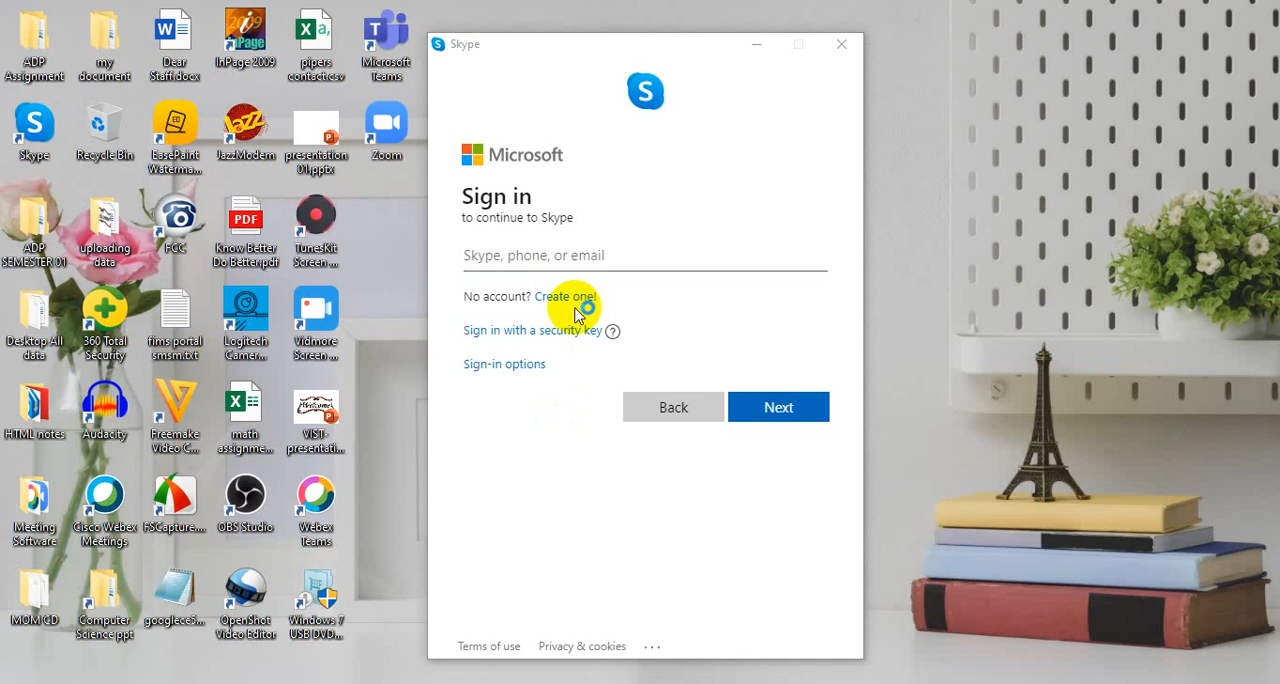 ADP
Assignment
my
document
Dear
Staff.docx
InPage 2009
pipers
contact.csv
Microsoft
Teams
Skype
Recycle Bin
EasePaint
Waterma...
JazzModem
presentation
01.pptx
Zoom
ADP
SEMESTER 01
uploading
data
FCC
PDF
Know Better
Do Better.pdf
TunesKit
Screen ...
Desktop All
data
360 Total
Security
fims portal
smsm.txt
Logitech
Camer...
Vidmore
Screen ...
HTML notes
Audacity
Freemake
Video C...
math
assignme...
VIST-
presentati...
Meeting
Software
Cisco Webex
Meetings
FSCapture....
OBS Studio
Webex
Teams
MOM CD
Computer
Science ppt
OpenShot
Video Editor
Windows 7
USB DVD...
Skype
Microsoft
Sign in
to continue to Skype
Skype, phone, or email
No account? Create one!
Sign in with a security key ?
Sign-in options
Back
Next
Terms of use
Privacy & cookies
...